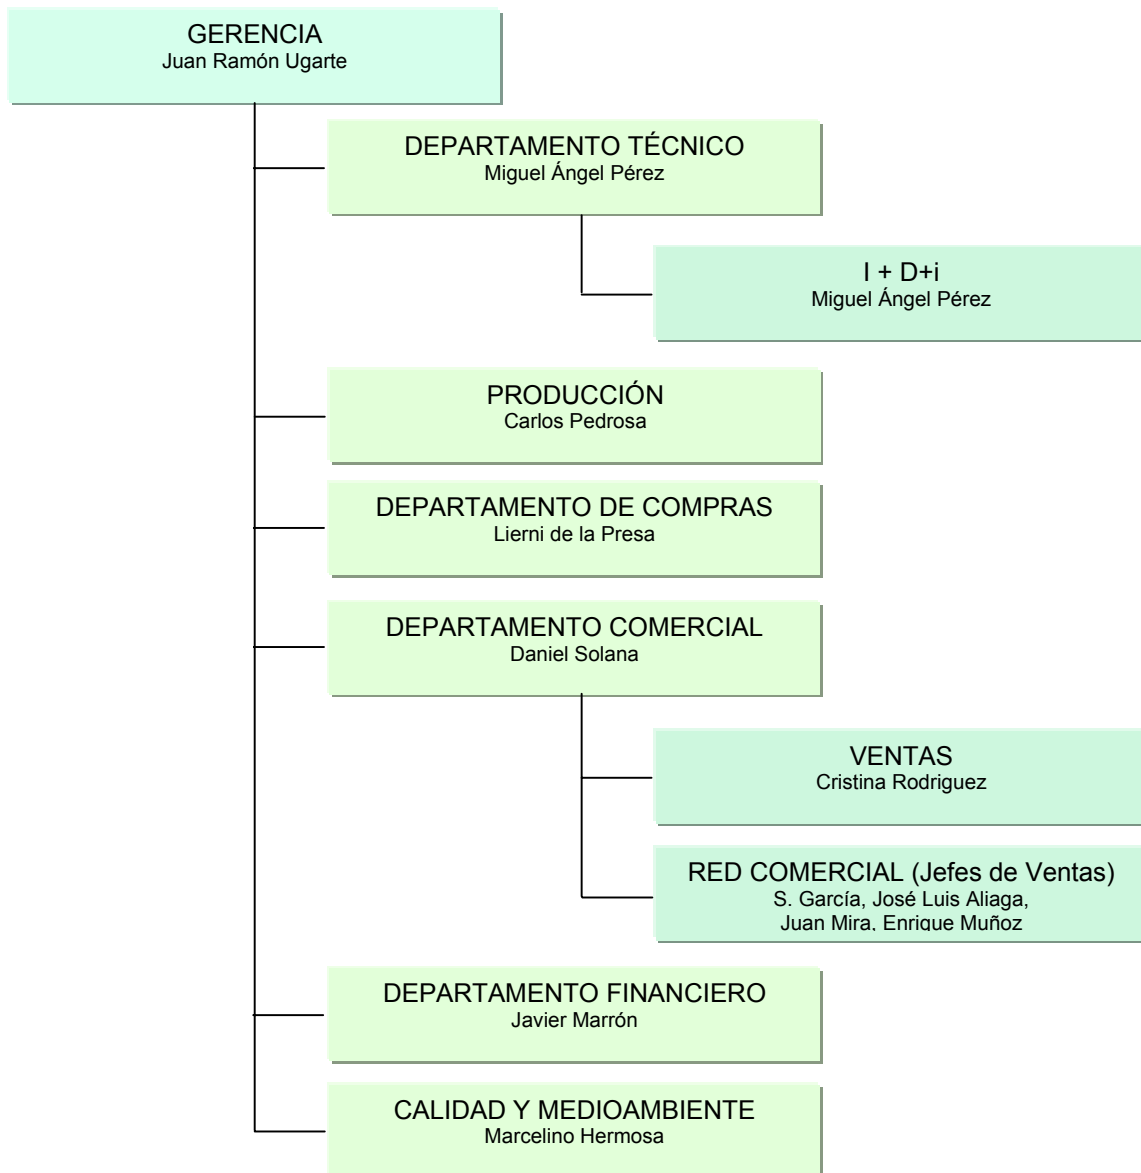 GERENCIA
Juan Ramón Ugarte
DEPARTAMENTO TÉCNICO
Miguel Ángel Pérez
I + D+i
Miguel Ángel Pérez
PRODUCCIÓN
Carlos Pedrosa
DEPARTAMENTO DE COMPRAS
Lierni de la Presa
DEPARTAMENTO COMERCIAL
Daniel Solana
VENTAS
Cristina Rodriguez
RED COMERCIAL (Jefes de Ventas)
S. García, José Luis Aliaga,
Juan Mira, Enrique Muñoz
DEPARTAMENTO FINANCIERO
Javier Marrón
CALIDAD Y MEDIOAMBIENTE
Marcelino Hermosa